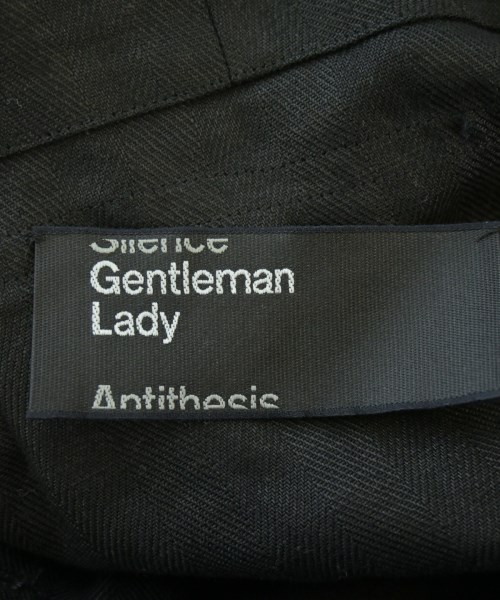 Silence
Gentleman
Lady
Antithesis